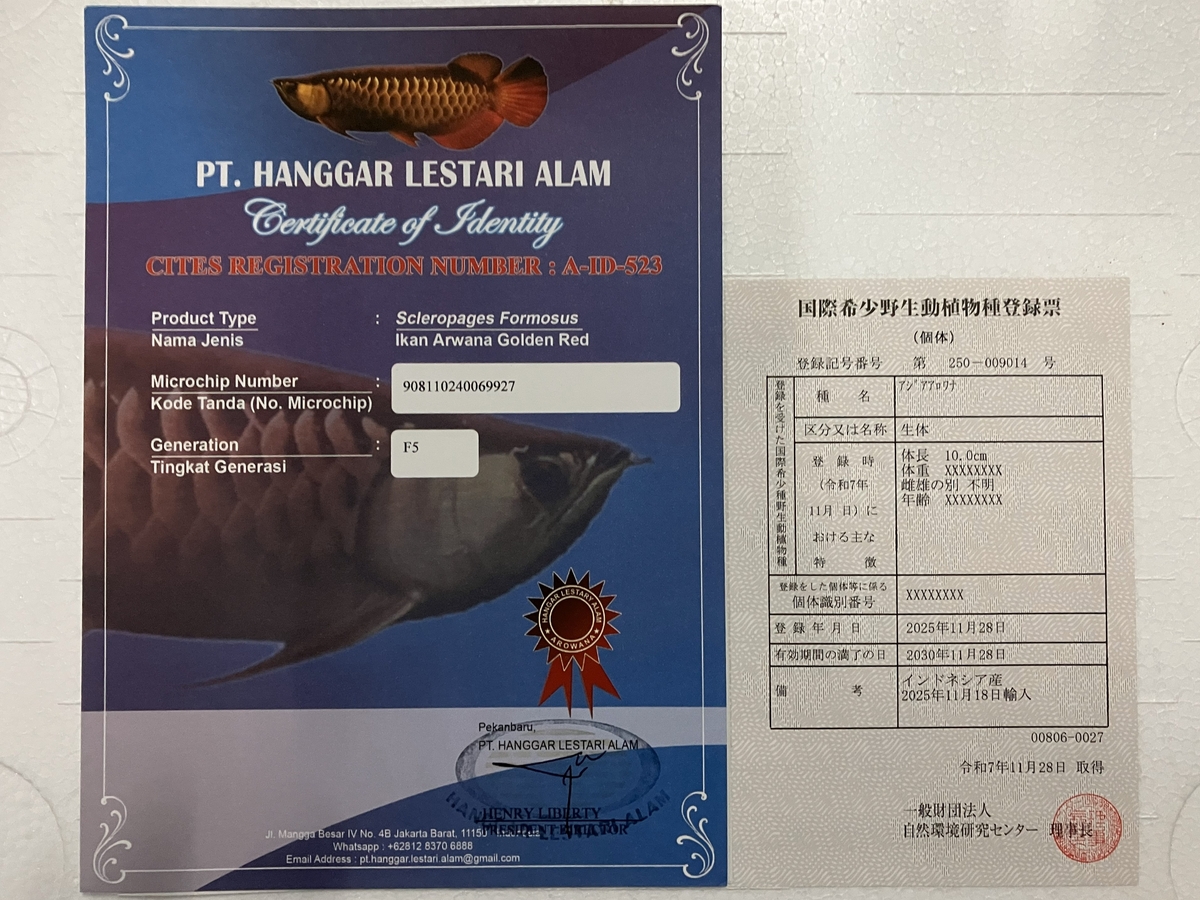 PT. HANGGAR LESTARI ALAM
Certificate of Identity
CITES REGISTRATION NUMBER : A-ID-523
Product Type : Scleropages Formosus
Nama Jenis Ikan Arwana Golden Red
Microchip Number : 908110240069927
Kode Tanda (No. Microchip)
Generation : F5
Tingkat Generasi
HANGGAR LESTARY ALAM
AROWANA
Pekanbaru,
PT. HANGGAR LESTARI ALAM
HENRY LIBERTY
PRESIDENT
Jl. Mangga Besar IV No. 4B Jakarta Barat, 11150
Whatsapp : +62812 8370 6888
Email Address : pt.hanggar.lestari.alam@gmail.com
国際希少野生動植物種登録票
(個体)
登録記号番号 第 250-009014 号
登録を受けた国際希少野生動植物種
種 名 アジアアロワナ
区分又は名称 生体
登 録 時
(令和7年
11月 日) に
おける主な
特 徴
体長 10.0cm
体重 XXXXXXXX
雌雄の別 不明
年齢 XXXXXXXX
登録をした個体等に係る
個体識別番号 XXXXXXXX
登 録 年 月 日 2025年11月28日
有効期間の満了の日 2030年11月28日
備 考 インドネシア産
2025年11月18日輸入
00806-0027
令和7年11月28日 取得
一般財団法人
自然環境研究センター 理事長